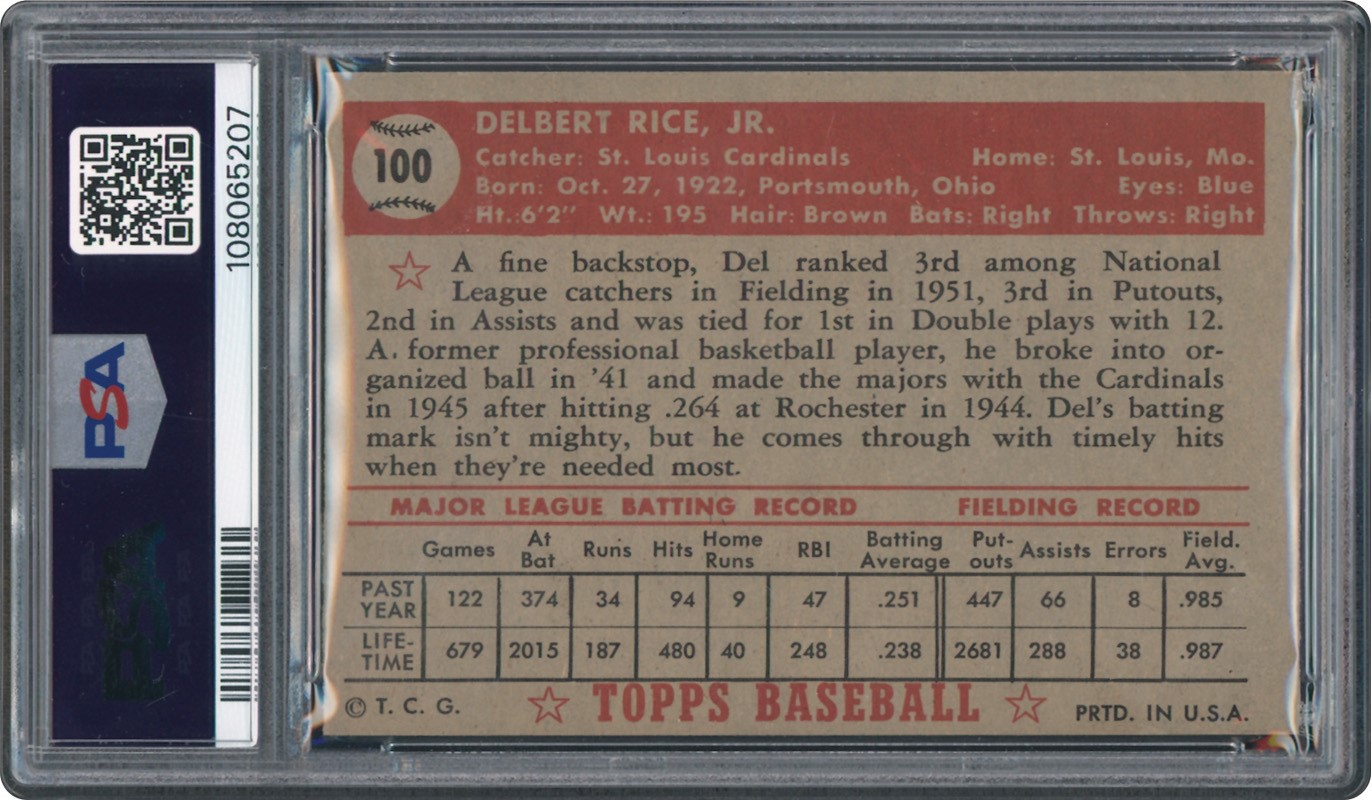 108065207
PSA
100
DELBERT RICE, JR.
Catcher: St. Louis Cardinals Home: St. Louis, Mo.
Born: Oct. 27, 1922, Portsmouth, Ohio Eyes: Blue
Ht.:6'2" Wt.: 195 Hair: Brown Bats: Right Throws: Right
A fine backstop, Del ranked 3rd among National
League catchers in Fielding in 1951, 3rd in Putouts,
2nd in Assists and was tied for 1st in Double plays with 12.
A. former professional basketball player, he broke into or-
ganized ball in '41 and made the majors with the Cardinals
in 1945 after hitting .264 at Rochester in 1944. Del's batting
mark isn't mighty, but he comes through with timely hits
when they're needed most.
MAJOR LEAGUE BATTING RECORD FIELDING RECORD
Games At Bat Runs Hits Home Runs RBI Batting Average Put-outs Assists Errors Field. Avg.
PAST YEAR 122 374 34 94 9 47 .251 447 66 8 .985
LIFE-TIME 679 2015 187 480 40 248 .238 2681 288 38 .987
© T. C. G. TOPPS BASEBALL PRTD. IN U.S.A.